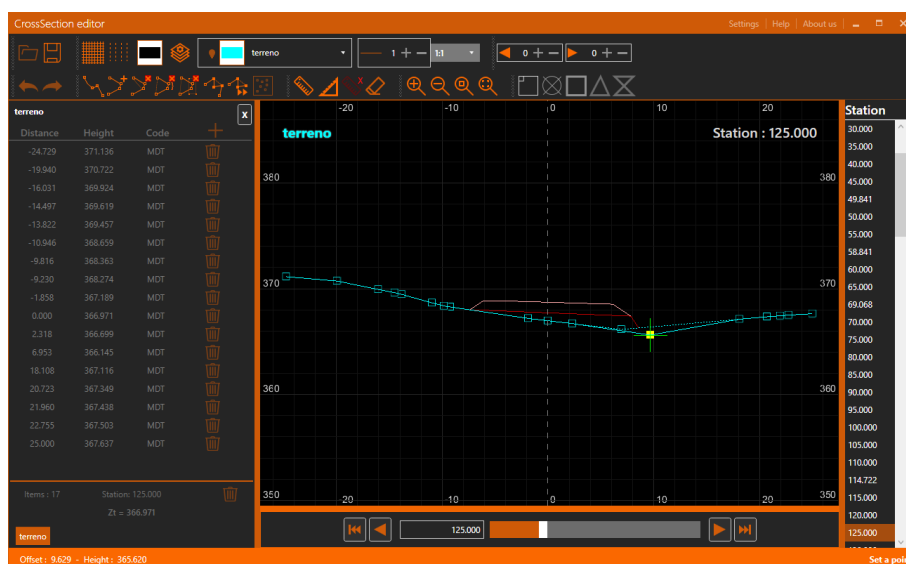 CrossSection editor
Settings | Help | About us
terreno
1
1:1
0
0
terreno
x
Distance Height Code
-24.729 371.136 MDT
-19.940 370.722 MDT
-16.031 369.924 MDT
-14.497 369.619 MDT
-13.822 369.457 MDT
-10.946 368.659 MDT
-9.816 368.363 MDT
-9.230 368.274 MDT
-1.858 367.189 MDT
0.000 366.971 MDT
2.318 366.699 MDT
6.953 366.145 MDT
18.108 367.116 MDT
20.723 367.349 MDT
21.960 367.438 MDT
22.755 367.503 MDT
25.000 367.637 MDT
Items : 17 Station: 125.000
Zt = 366.971
terreno
-20 -10 0 10 20
terreno
Station : 125.000
380 380
370 370
360 360
350 350
-20 -10 0 10 20
125.000
Station
30.000
35.000
40.000
45.000
49.841
50.000
55.000
58.841
60.000
65.000
69.068
70.000
75.000
80.000
85.000
90.000
95.000
100.000
105.000
110.000
114.722
115.000
120.000
125.000
Offset : 9.629 - Height : 365.620
Set a poi